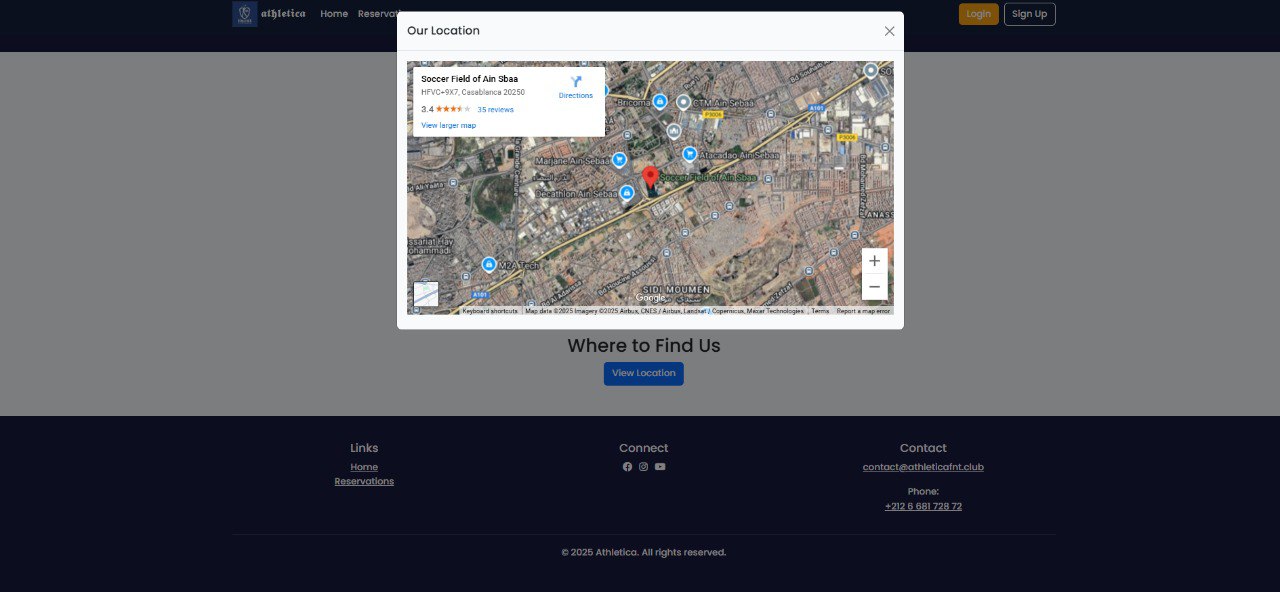 athletica
Home
Login
Sign Up
Our Location
Soccer Field of Ain Sbaa
HFVC+9X7, Casablanca 20250
Directions
3.4
35 reviews
View larger map
Bricoma
CTM Ain Sebaa
P3006
A101
P3006
Marjane Ain Sebaa
Atacadao Ain Sebaa
Soccer Field of Ain Sbaa
Decathlon Ain Sebaa
M2A Tech
A101
SIDI MOUMEN
Google
Keyboard shortcuts
Map data ©2025 Imagery ©2025 Airbus, CNES / Airbus, Landsat / Copernicus, Maxar Technologies
Terms
Report a map error
Where to Find Us
View Location
Links
Home
Reservations
Connect
Contact
contact@athleticafnt.club
Phone:
+212 6 681 728 72
© 2025 Athletica. All rights reserved.